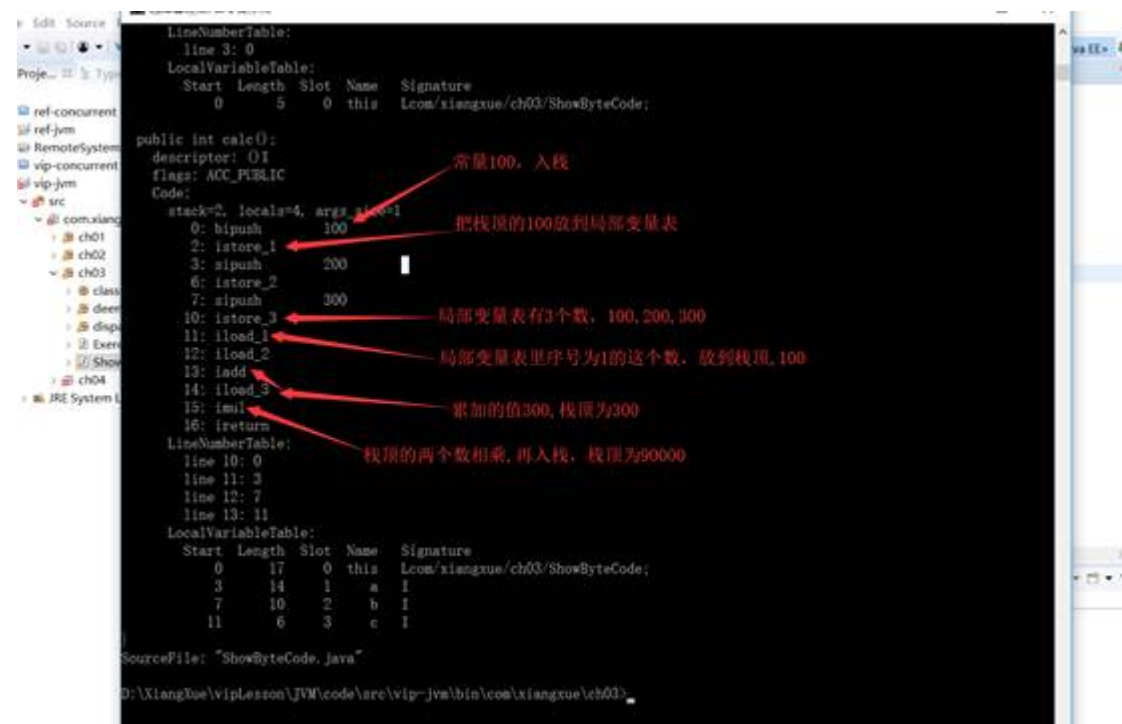 Edit Source
Proje...
Type
ref-concurrent
ref-jvm
RemoteSystem
vip-concurrent
vip-jvm
src
com.xiang
ch01
ch02
ch03
class
deer
dispa
Exer
Show
ch04
JRE System L
LineNumberTable:
line 3: 0
LocalVariableTable:
Start Length Slot Name Signature
0 5 0 this Lcom/xiangxue/ch03/ShowByteCode;
public int calc();
descriptor: ()I
flags: ACC_PUBLIC
Code:
stack=2, locals=4, args_size=1
0: bipush 100
2: istore_1
3: sipush 200
6: istore_2
7: sipush 300
10: istore_3
11: iload_1
12: iload_2
13: iadd
14: iload_3
15: imul
16: ireturn
常量100，入栈
把栈顶的100放到局部变量表
局部变量表有3个数，100,200,300
局部变量表里序号为1的这个数，放到栈顶,100
累加的值300,栈顶为300
栈顶的两个数相乘,再入栈，栈顶为90000
LineNumberTable:
line 10: 0
line 11: 3
line 12: 7
line 13: 11
LocalVariableTable:
Start Length Slot Name Signature
0 17 0 this Lcom/xiangxue/ch03/ShowByteCode;
3 14 1 a I
7 10 2 b I
11 6 3 c I
}
SourceFile: "ShowByteCode.java"
D:\XiangXue\vipLesson\JVM\code\src\vip-jvm\bin\com\xiangxue\ch03>
va EE>